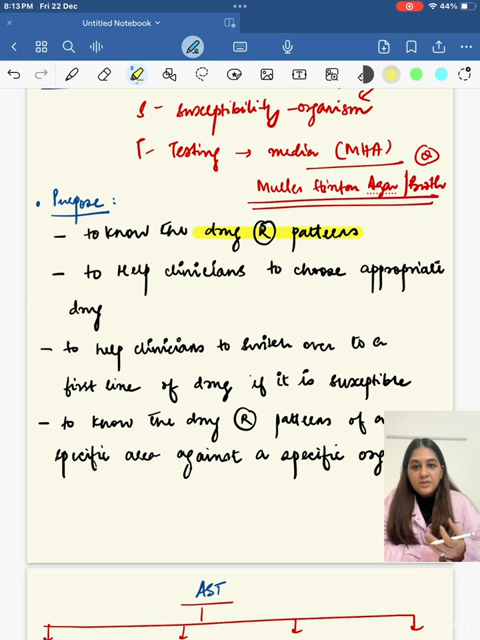 8:13 PM Fri 22 Dec
44%
Untitled Notebook
S - Susceptibility - organism
T - Testing → media (MHA) Q
Muller Hinton Agar / Broth
• Purpose :
- to know the drug R patterns
- to Help clinicians to choose appropriate
drug
- to help clinicians to switch over to a
first line of drug if it is susceptible
- to know the drug R patterns of a
specific area against a specific org
AST